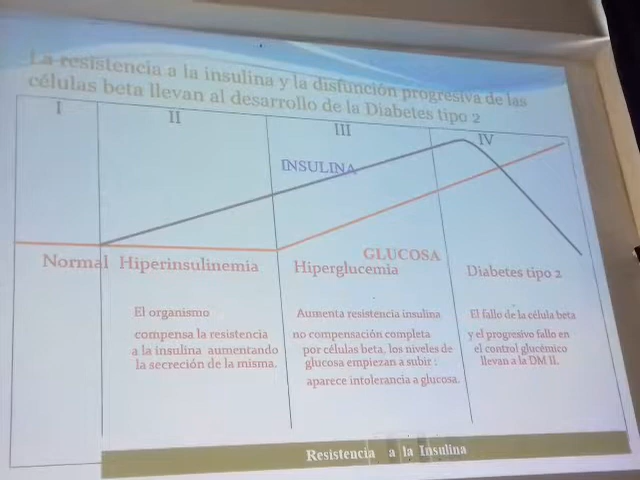 La resistencia a la insulina y la disfunción progresiva de las
células beta llevan al desarrollo de la Diabetes tipo 2
I
II
III
IV
INSULINA
GLUCOSA
Normal
Hiperinsulinemia
Hiperglucemia
Diabetes tipo 2
El organismo
compensa la resistencia
a la insulina aumentando
la secreción de la misma.
Aumenta resistencia insulina
no compensación completa
por células beta, los niveles de
glucosa empiezan a subir :
aparece intolerancia a glucosa.
El fallo de la célula beta
y el progresivo fallo en
el control glucémico
llevan a la DM II.
Resistencia a la Insulina